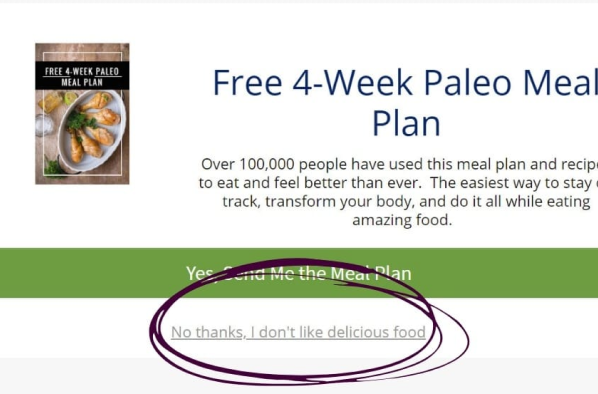 FREE 4-WEEK PALEO
MEAL PLAN
Free 4-Week Paleo Meal
Plan
Over 100,000 people have used this meal plan and recip
to eat and feel better than ever. The easiest way to stay
track, transform your body, and do it all while eating
amazing food.
Yes, Send Me the Meal Plan
No thanks, I don't like delicious food